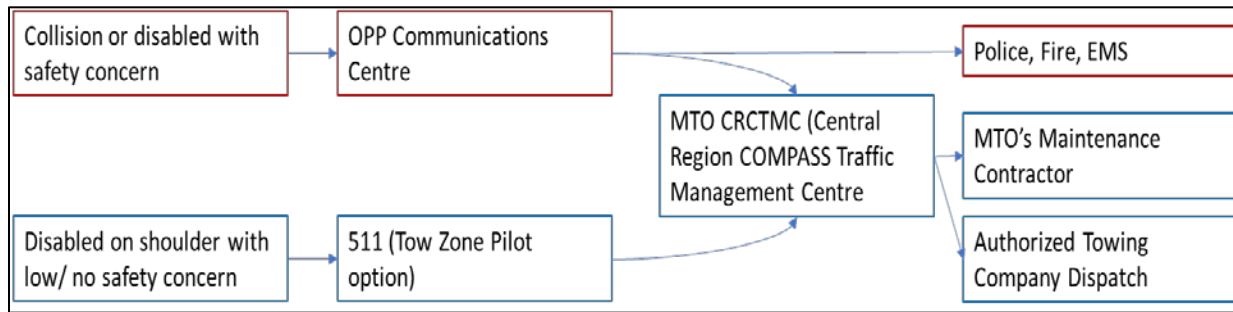 Collision or disabled with
safety concern
OPP Communications
Centre
Police, Fire, EMS
MTO CRCTMC (Central
Region COMPASS Traffic
Management Centre
MTO’s Maintenance
Contractor
Disabled on shoulder with
low/ no safety concern
511 (Tow Zone Pilot
option)
Authorized Towing
Company Dispatch